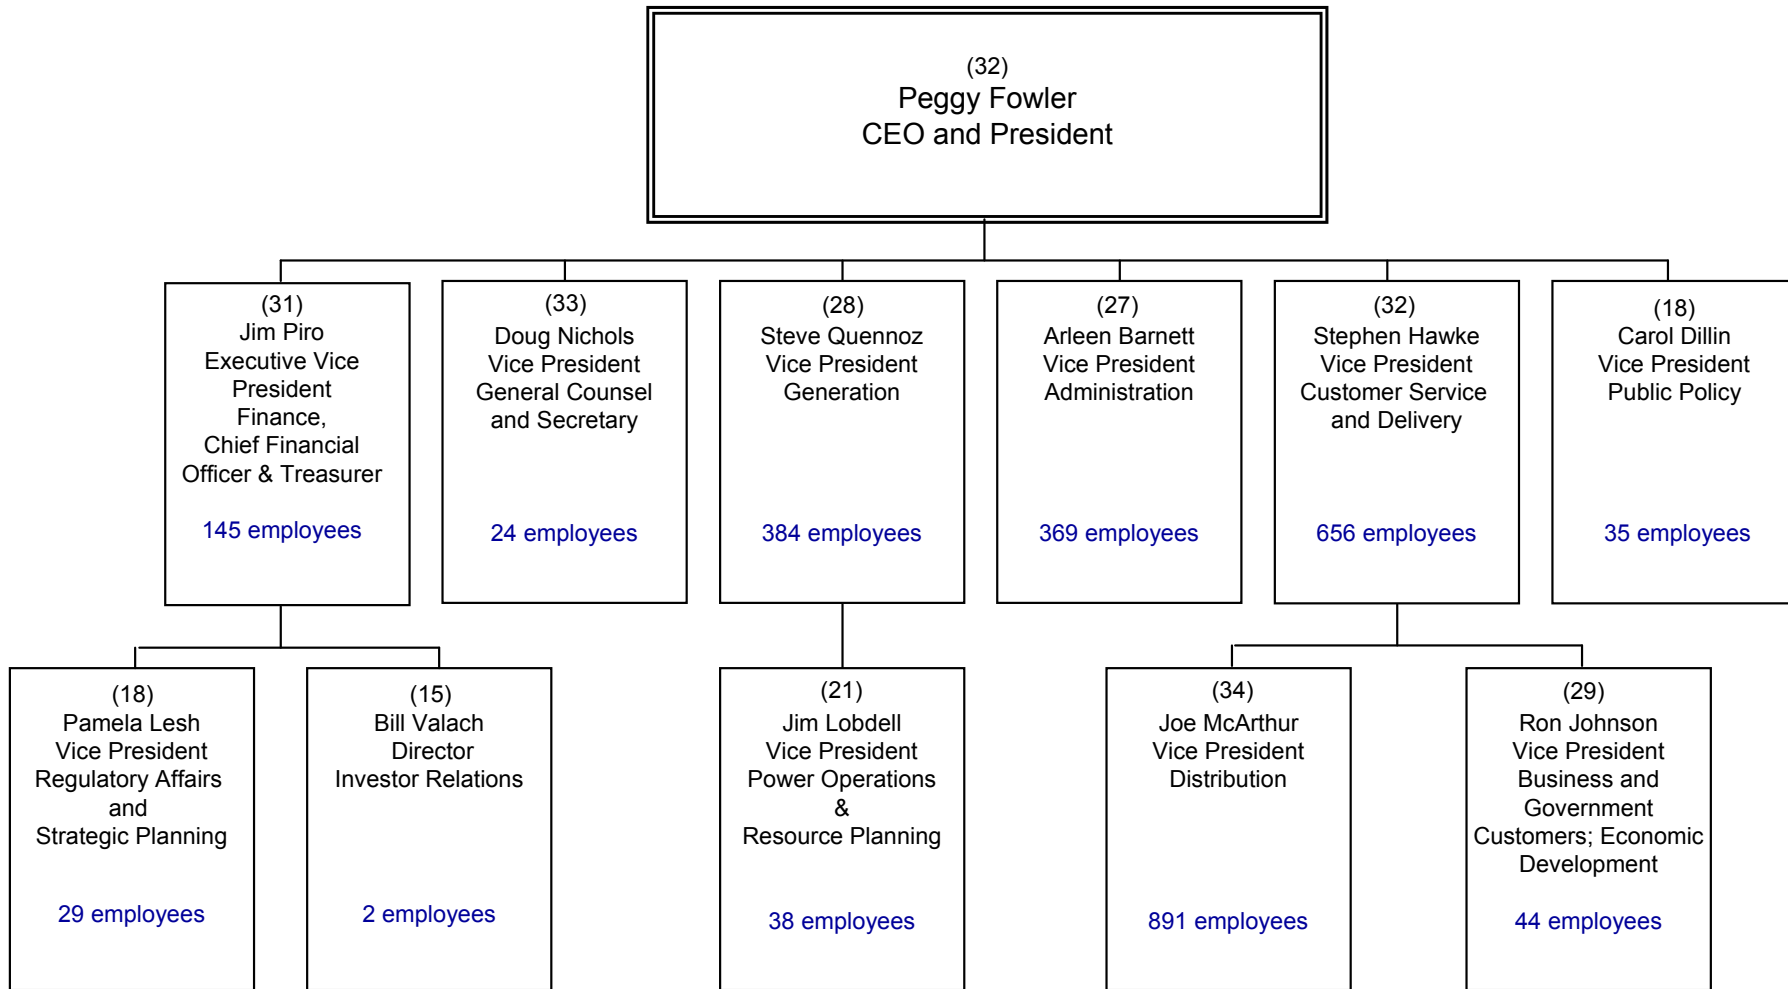 (32)
Peggy Fowler
CEO and President
(31)
Jim Piro
Executive Vice
President
Finance,
Chief Financial
Officer & Treasurer
145 employees
(33)
Doug Nichols
Vice President
General Counsel
and Secretary
24 employees
(28)
Steve Quennoz
Vice President
Generation
384 employees
(27)
Arleen Barnett
Vice President
Administration
369 employees
(32)
Stephen Hawke
Vice President
Customer Service
and Delivery
656 employees
(18)
Carol Dillin
Vice President
Public Policy
35 employees
(18)
Pamela Lesh
Vice President
Regulatory Affairs
and
Strategic Planning
29 employees
(15)
Bill Valach
Director
Investor Relations
2 employees
(21)
Jim Lobdell
Vice President
Power Operations
&
Resource Planning
38 employees
(34)
Joe McArthur
Vice President
Distribution
891 employees
(29)
Ron Johnson
Vice President
Business and
Government
Customers; Economic
Development
44 employees